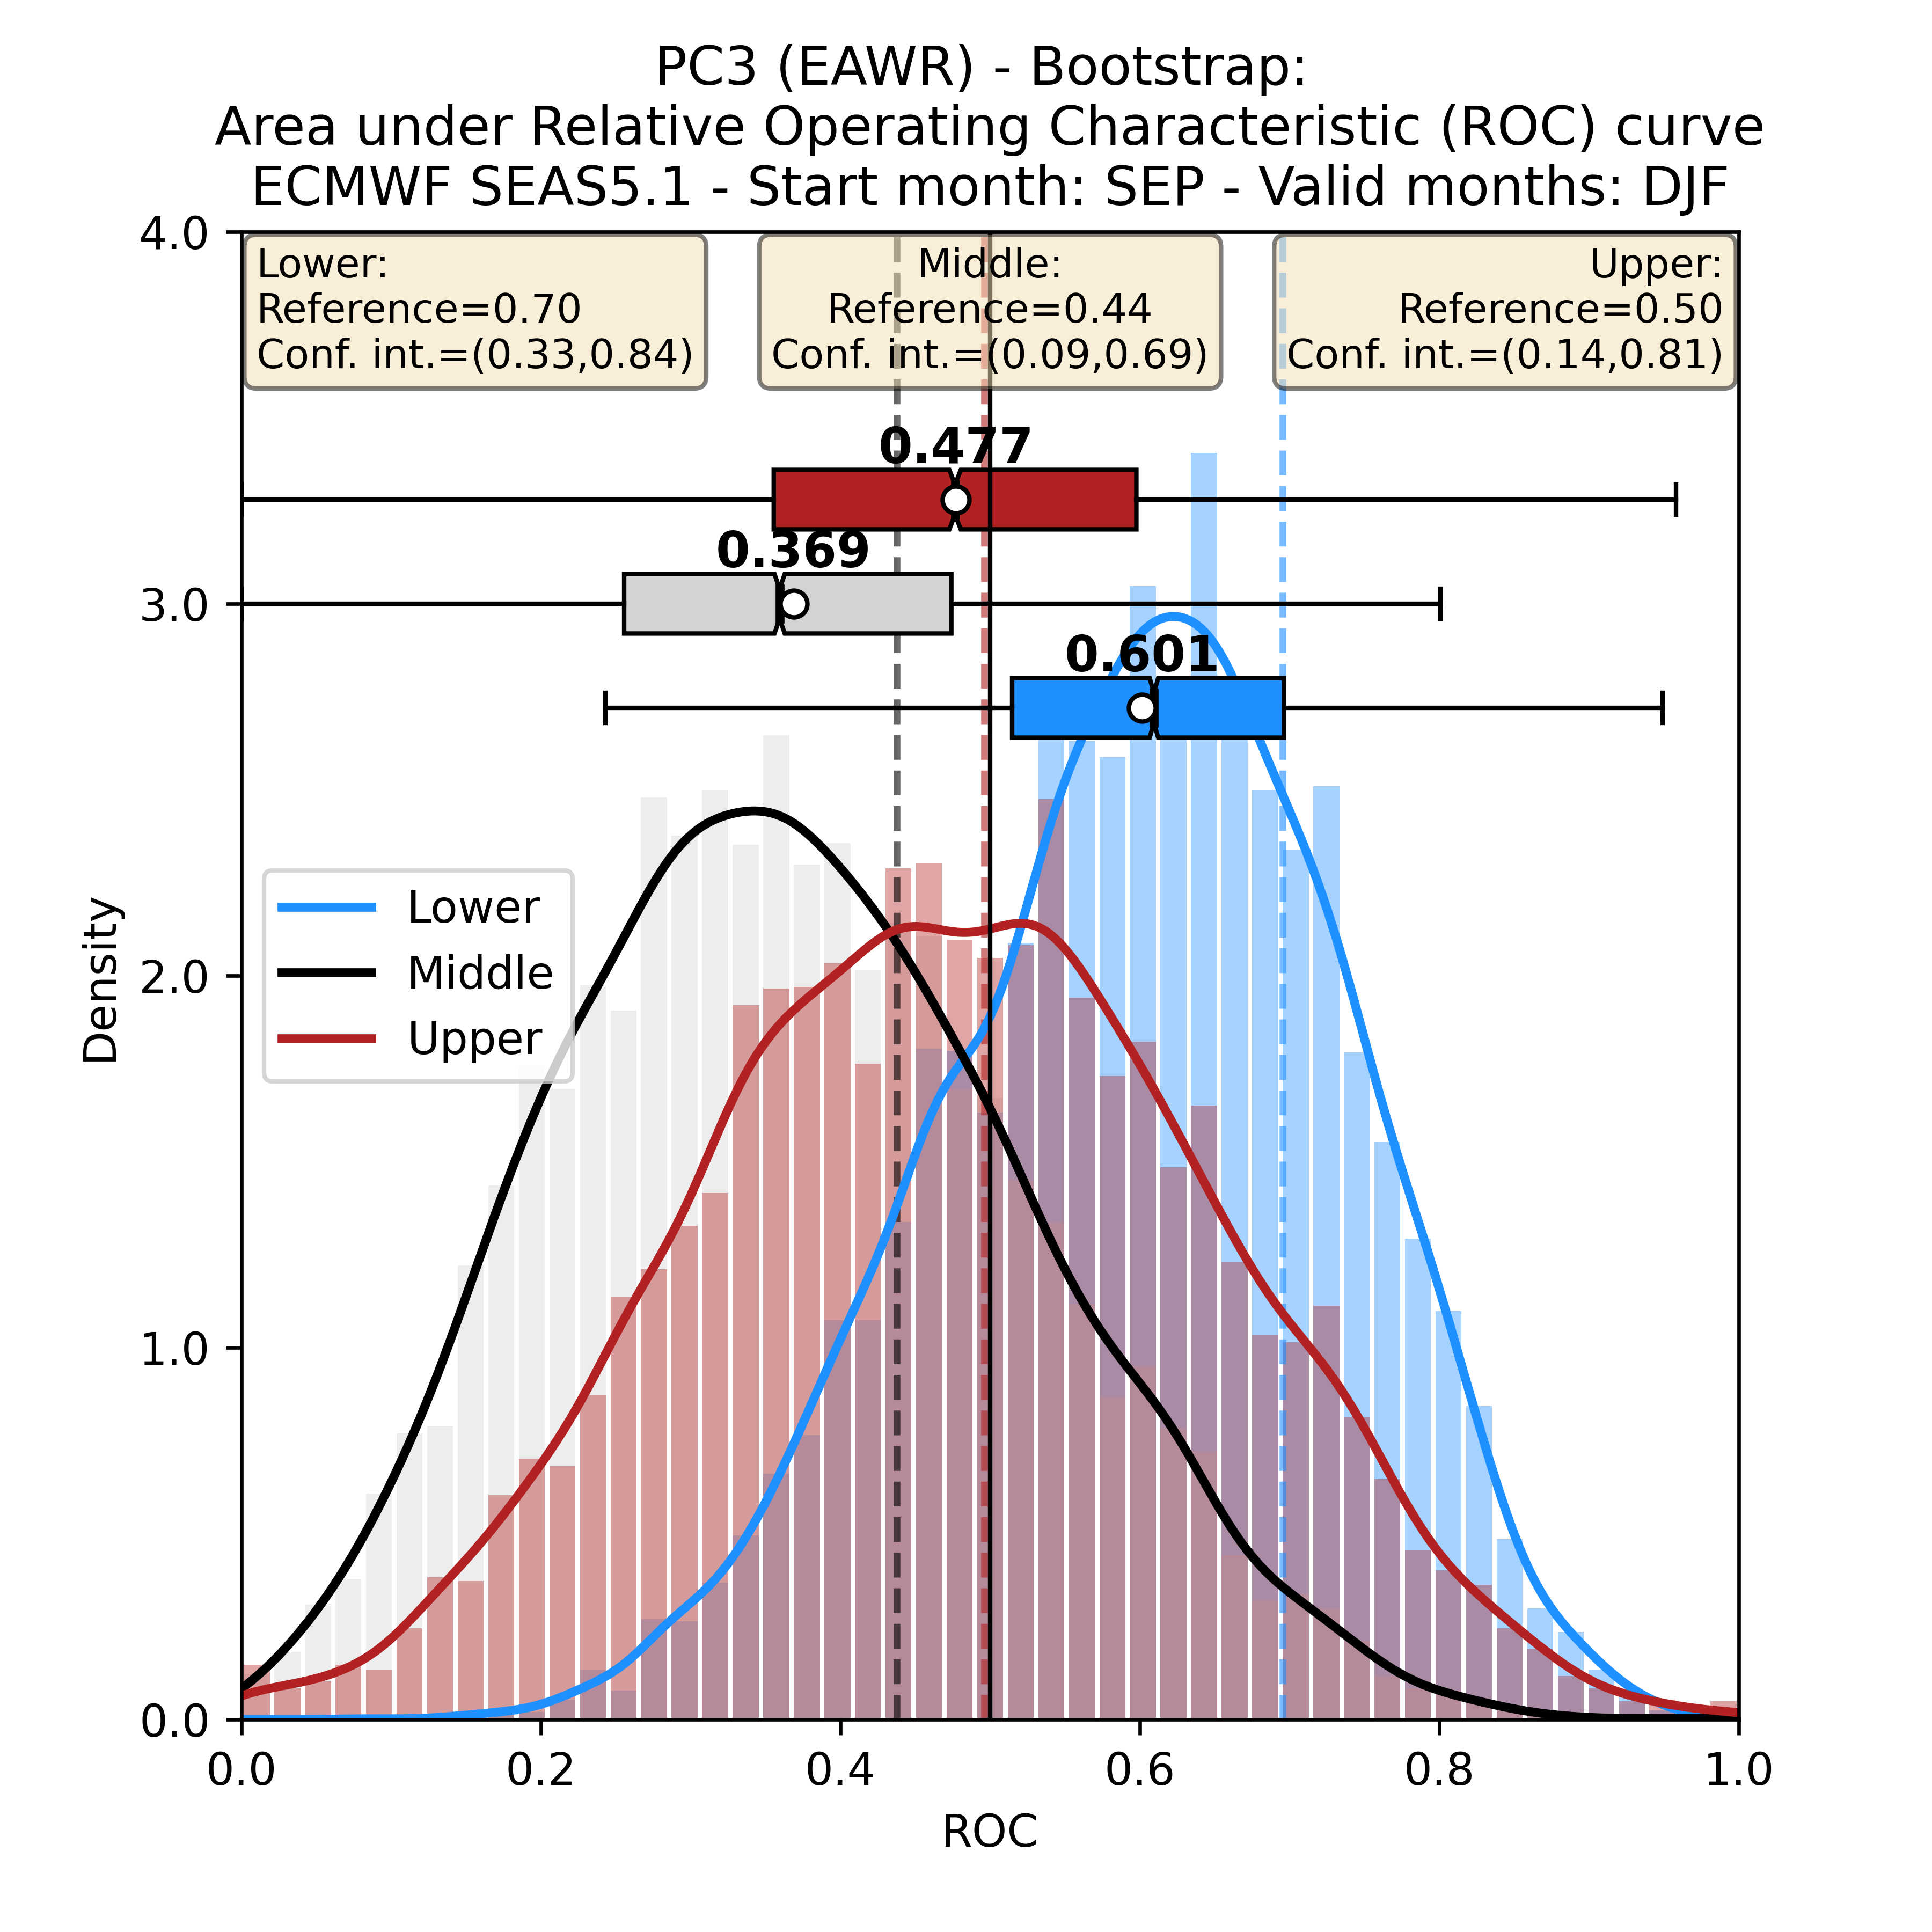 PC3 (EAWR) - Bootstrap:
Area under Relative Operating Characteristic (ROC) curve
ECMWF SEAS5.1 - Start month: SEP - Valid months: DJF
Lower:
Reference=0.70
Conf. int.=(0.33,0.84)
Middle:
Reference=0.44
Conf. int.=(0.09,0.69)
Upper:
Reference=0.50
Conf. int.=(0.14,0.81)
0.477
0.369
0.601
Lower
Middle
Upper
Density
4.0
3.0
2.0
1.0
0.0
0.0
0.2
0.4
0.6
0.8
1.0
ROC